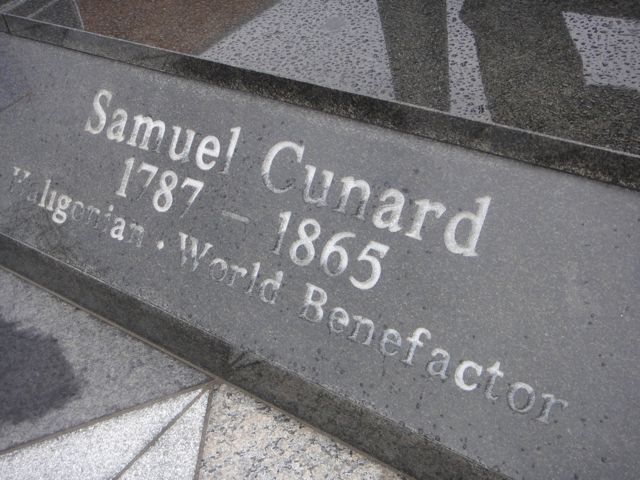 Samuel Cunard
1787 – 1865
Haligonian · World Benefactor